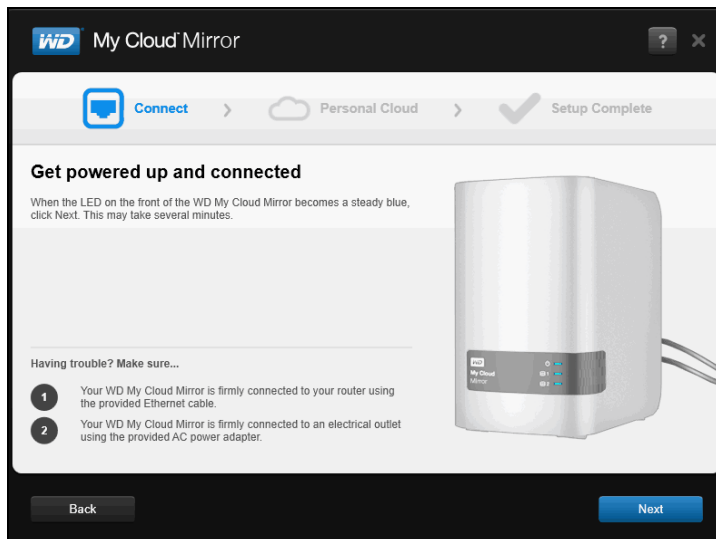 WD My Cloud Mirror
?
Connect
Personal Cloud
Setup Complete
Get powered up and connected
When the LED on the front of the WD My Cloud Mirror becomes a steady blue,
click Next. This may take several minutes.
Having trouble? Make sure...
1
Your WD My Cloud Mirror is firmly connected to your router using
the provided Ethernet cable.
2
Your WD My Cloud Mirror is firmly connected to an electrical outlet
using the provided AC power adapter.
WD
My Cloud
Mirror
1
2
Back
Next